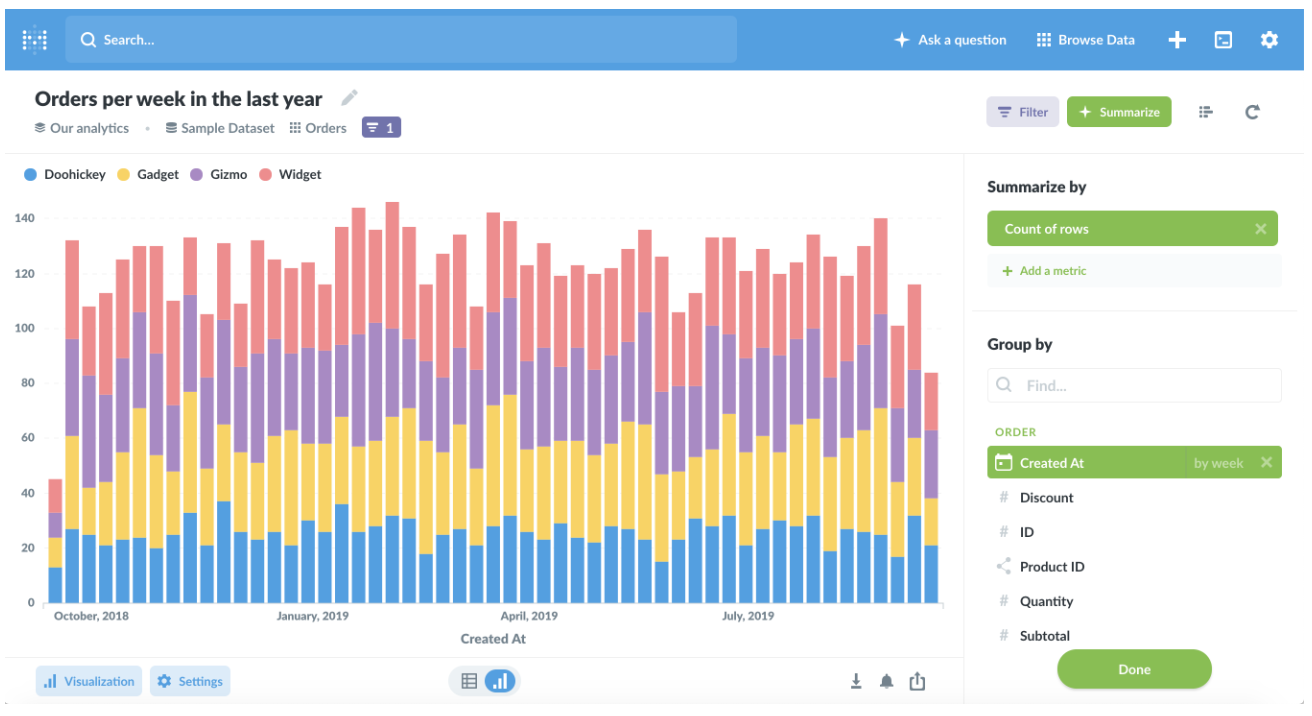 Search...
Ask a question
Browse Data
Orders per week in the last year
Our analytics • Sample Dataset Orders 1
Filter
Summarize
Doohickey Gadget Gizmo Widget
140
120
100
80
60
40
20
0
October, 2018 January, 2019 April, 2019 July, 2019
Created At
Visualization
Settings
Summarize by
Count of rows
+ Add a metric
Group by
Find...
ORDER
Created At by week
# Discount
# ID
Product ID
# Quantity
# Subtotal
Done